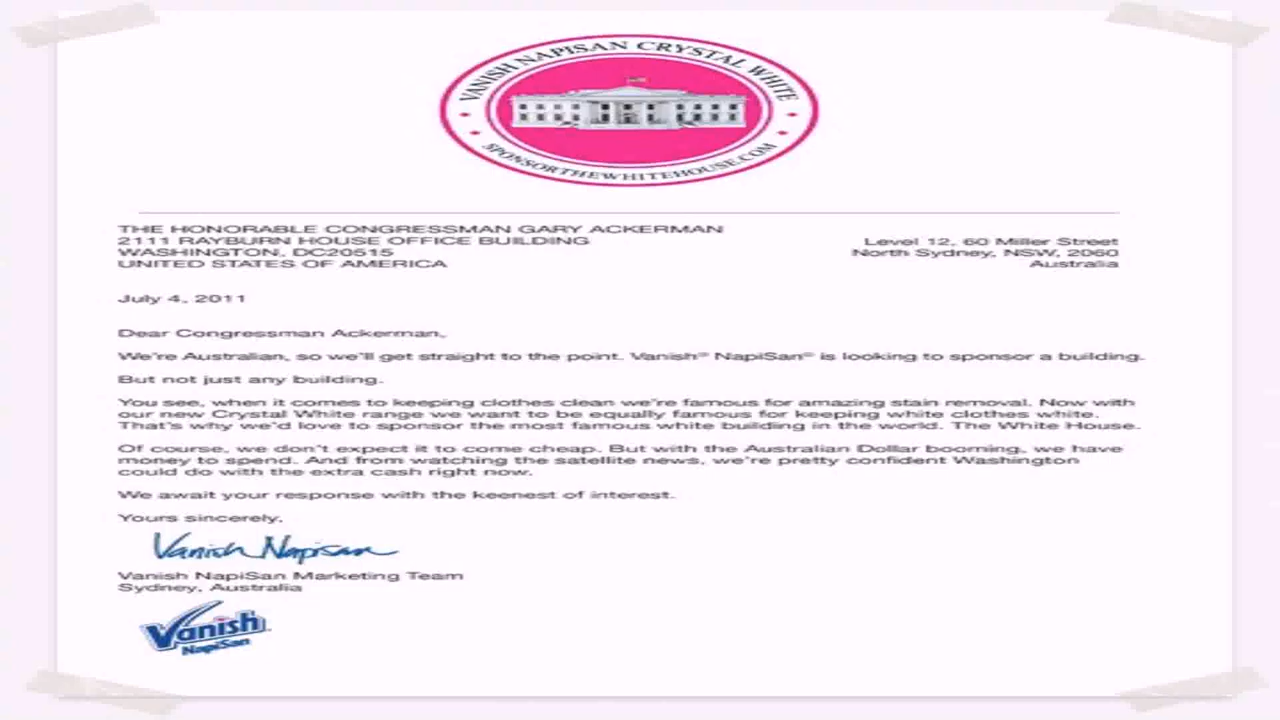 VANISH NAPISAN CRYSTAL WHITE
SPONSORTHEWHITEHOUSE.COM
THE HONORABLE CONGRESSMAN GARY ACKERMAN
2111 RAYBURN HOUSE OFFICE BUILDING
WASHINGTON, DC20515
UNITED STATES OF AMERICA
Level 12, 60 Miller Street
North Sydney, NSW, 2060
Australia
July 4, 2011
Dear Congressman Ackerman,
We're Australian, so we'll get straight to the point. Vanish® NapiSan® is looking to sponsor a building.
But not just any building.
You see, when it comes to keeping clothes clean we're famous for amazing stain removal. Now with
our new Crystal White range we want to be equally famous for keeping white clothes white.
That's why we'd love to sponsor the most famous white building in the world. The White House.
Of course, we don't expect it to come cheap. But with the Australian Dollar booming, we have
money to spend. And from watching the satellite news, we're pretty confident Washington
could do with the extra cash right now.
We await your response with the keenest of interest.
Yours sincerely,
Vanish Napisan
Vanish NapiSan Marketing Team
Sydney, Australia
Vanish
NapiSan